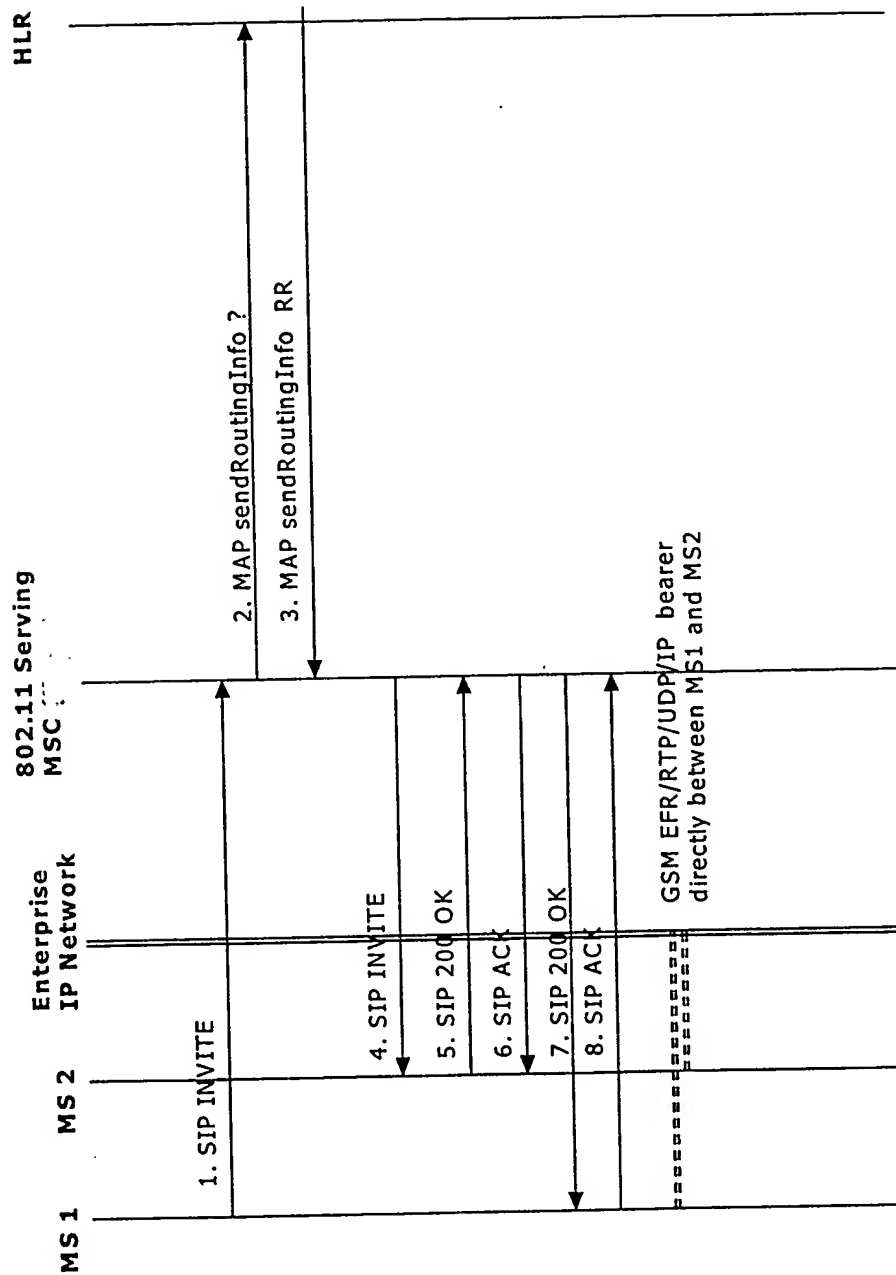 MS 1
MS 2
Enterprise
IP Network
802.11 Serving
MSC
HLR
1. SIP INVITE
2. MAP sendRoutingInfo ?
3. MAP sendRoutingInfo RR
4. SIP INVITE
5. SIP 200 OK
6. SIP ACK
7. SIP 200 OK
8. SIP ACK
GSM EFR/RTP/UDP/IP bearer
directly between MS1 and MS2